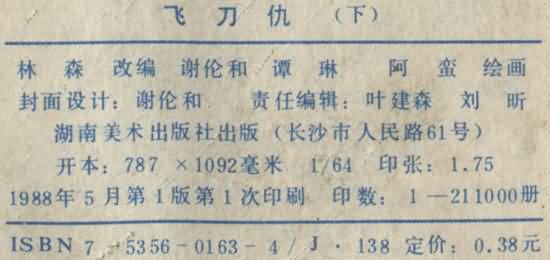 飞刀仇（下）
林森 改编 谢伦和 谭琳 阿蛮 绘画
封面设计：谢伦和 责任编辑：叶建森 刘昕
湖南美术出版社出版（长沙市人民路61号）
开本：787×1092毫米 1/64 印张：1.75
1988年5月第1版第1次印刷 印数：1—211000册
ISBN 7-5356-0163-4/J·138 定价：0.38元